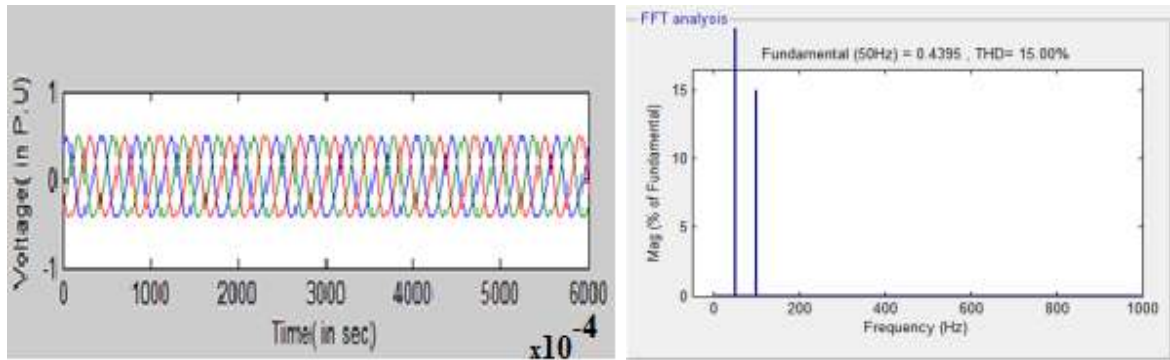 Voltage( in P.U)
1
0
-1
0 1000 2000 3000 4000 5000 6000
Time( in sec)
x10-4
FFT analysis
Fundamental (50Hz) = 0.4395 , THD= 15.00%
Mag (% of Fundamental)
15
10
5
0
0 200 400 600 800 1000
Frequency (Hz)